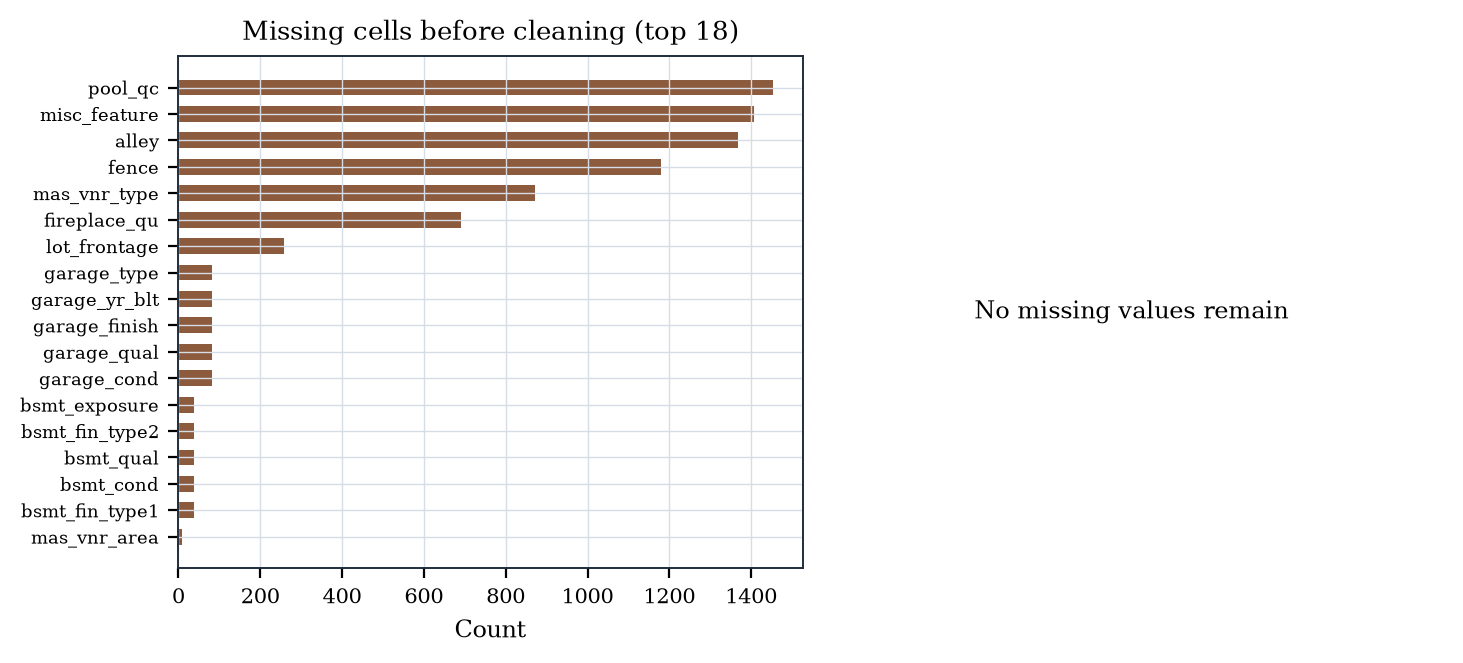 Missing cells before cleaning (top 18)
pool_qc
misc_feature
alley
fence
mas_vnr_type
fireplace_qu
lot_frontage
garage_type
garage_yr_blt
garage_finish
garage_qual
garage_cond
bsmt_exposure
bsmt_fin_type2
bsmt_qual
bsmt_cond
bsmt_fin_type1
mas_vnr_area
0 200 400 600 800 1000 1200 1400
Count
No missing values remain